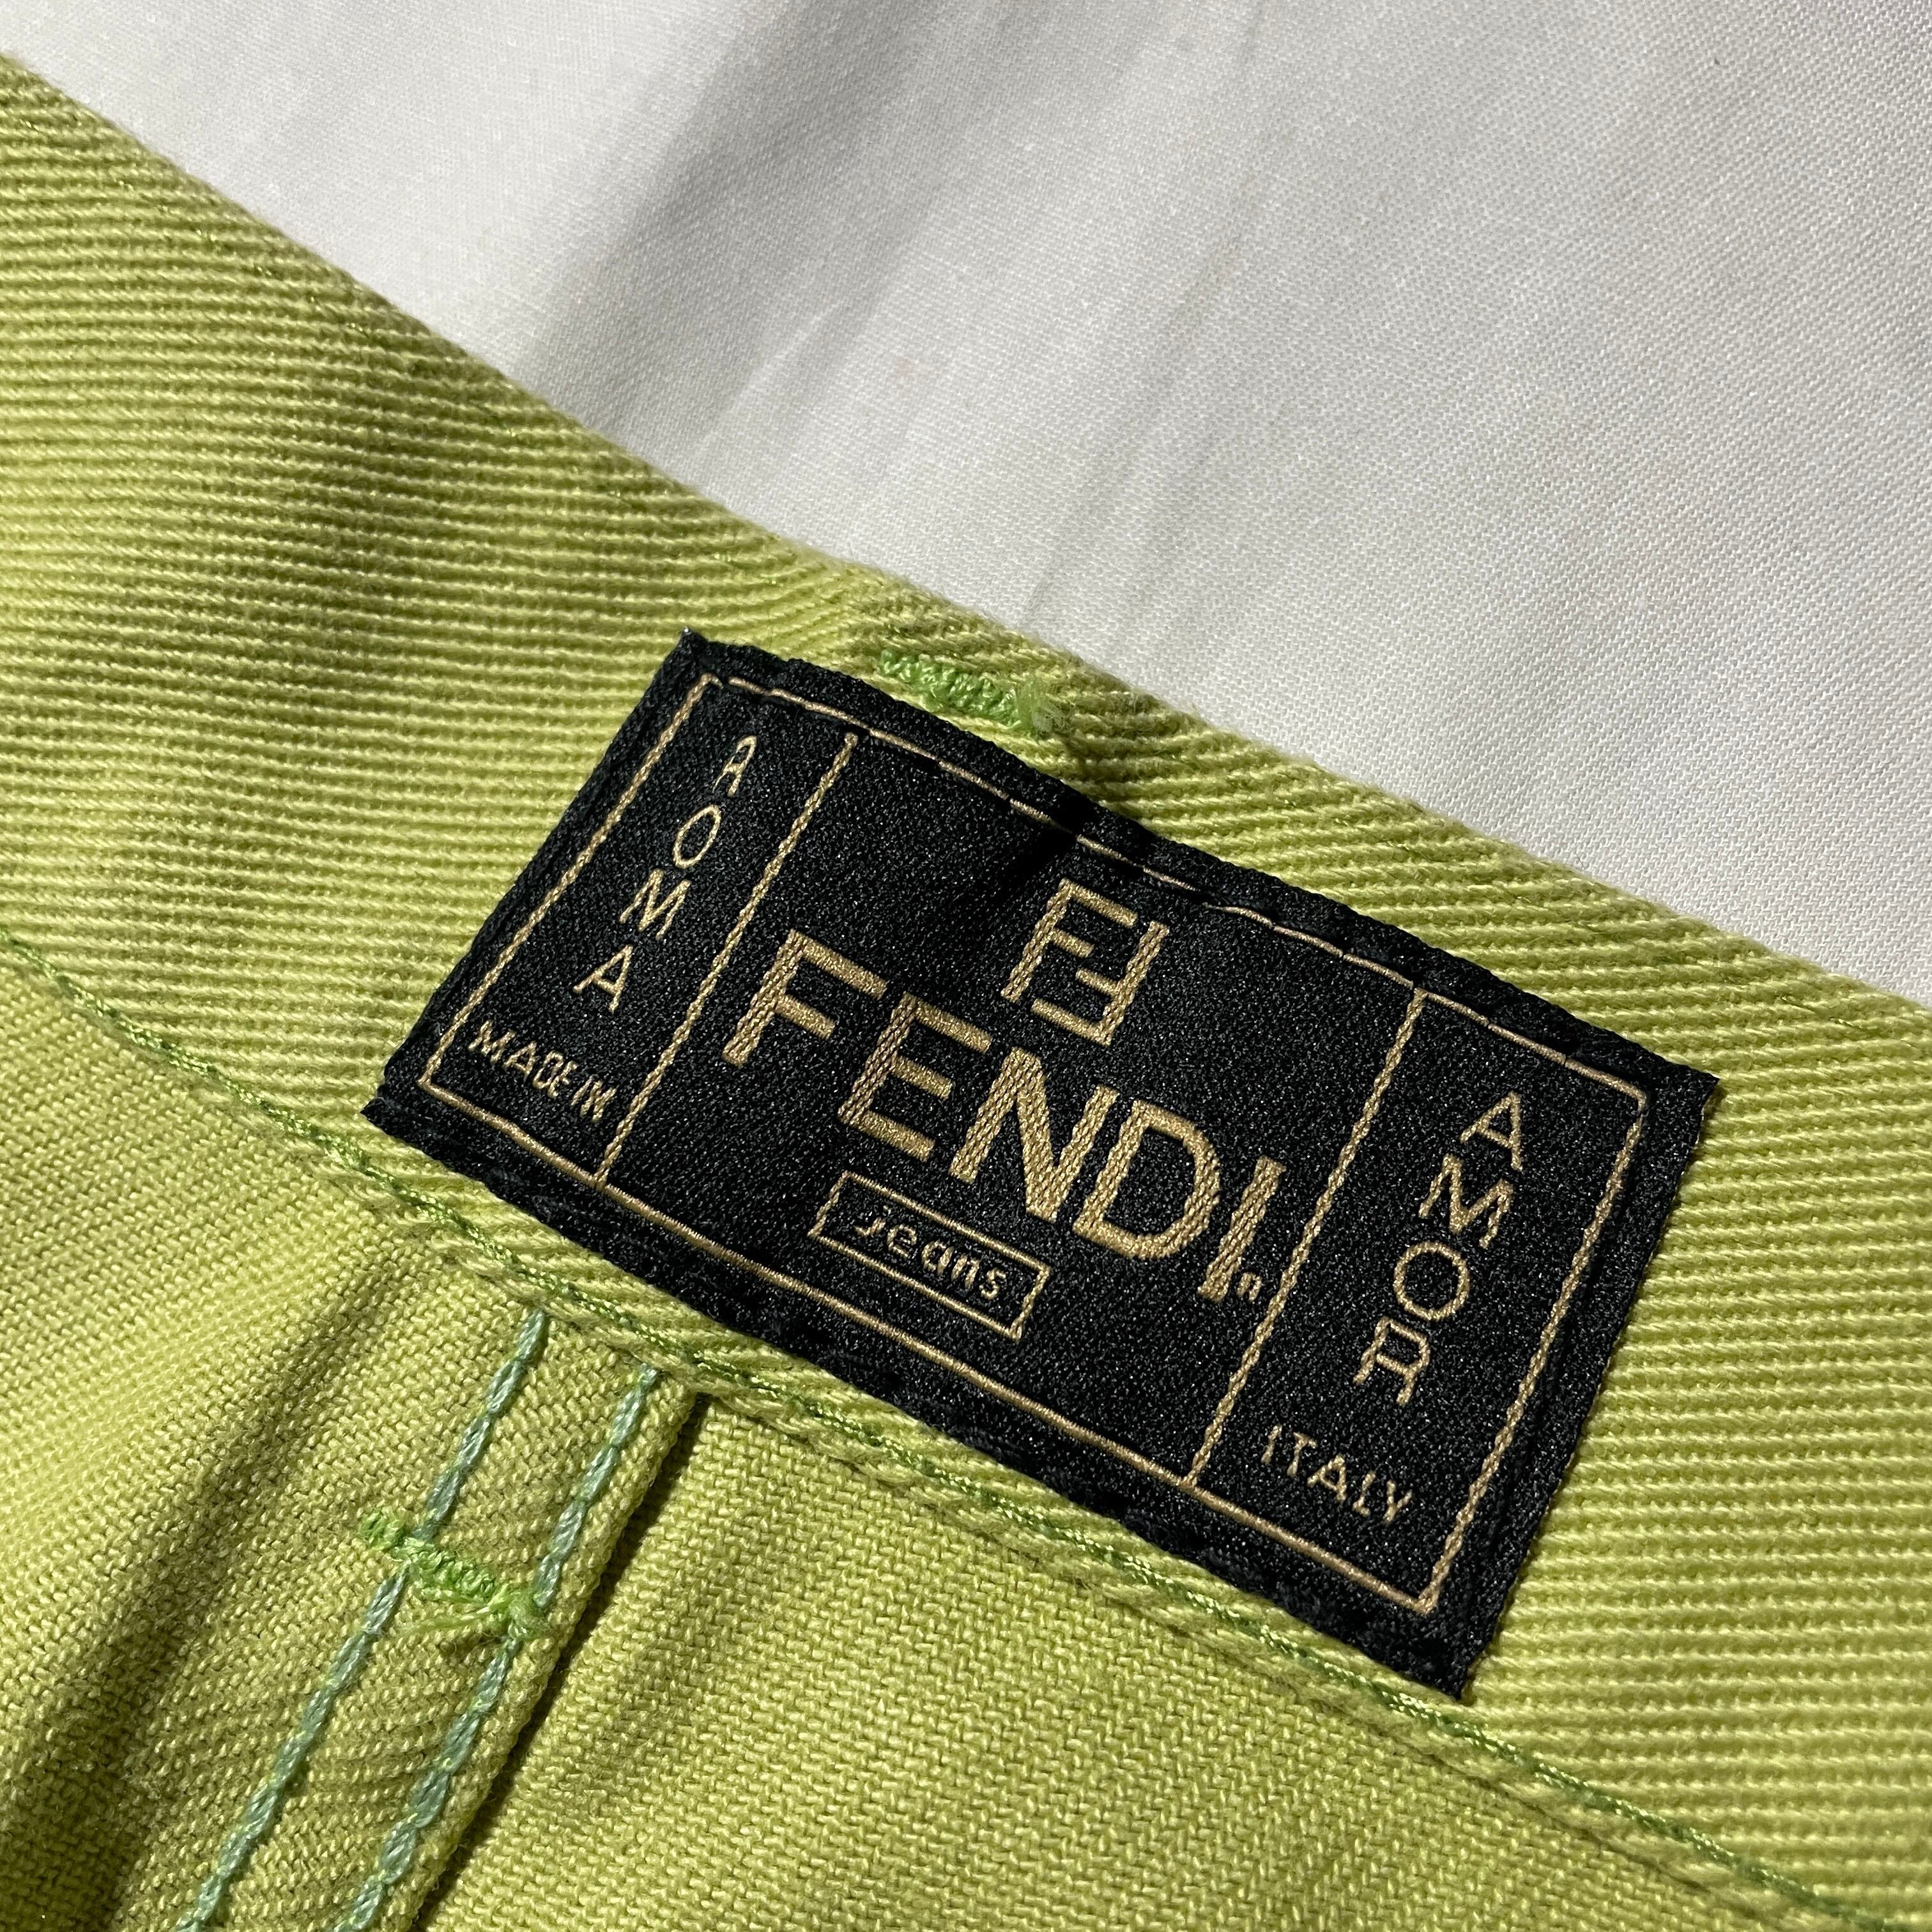 ROMA
MADE IN
FF
FENDI
Jeans
AMOR
ITALY